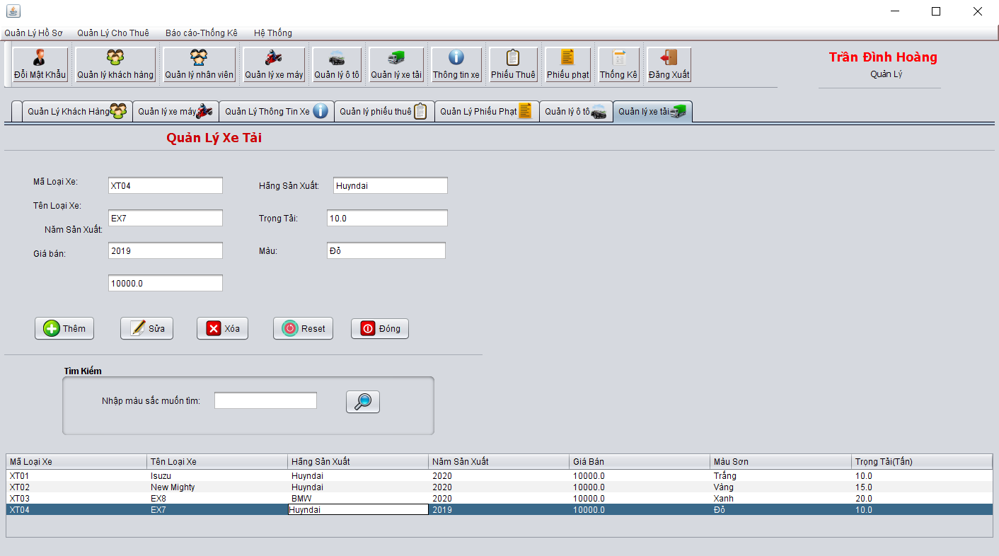 Quản Lý Hồ Sơ Quản Lý Cho Thuê Báo cáo-Thống Kê Hệ Thống
Đổi Mật Khẩu Quản lý khách hàng Quản lý nhân viên Quản lý xe máy Quản lý ô tô Quản lý xe tải Thông tin xe Phiếu Thuê Phiếu phạt Thống Kê Đăng Xuất
Trần Đình Hoàng
Quản Lý
Quản Lý Khách Hàng Quản lý xe máy Quản Lý Thông Tin Xe Quản lý phiếu thuê Quản Lý Phiếu Phạt Quản lý ô tô Quản lý xe tải
Quản Lý Xe Tải
Mã Loại Xe: XT04 Hãng Sản Xuất: Huyndai
Tên Loại Xe: EX7 Trọng Tải: 10.0
Năm Sản Xuất: 2019 Màu: Đỏ
Giá bán: 10000.0
Thêm Sửa Xóa Reset Đóng
Tìm Kiếm
Nhập màu sắc muốn tìm:
Mã Loại Xe Tên Loại Xe Hãng Sản Xuất Năm Sản Xuất Giá Bán Màu Sơn Trọng Tải(Tấn)
XT01 Isuzu Huyndai 2020 10000.0 Trắng 10.0
XT02 New Mighty Huyndai 2020 10000.0 Vàng 15.0
XT03 EX8 BMW 2020 10000.0 Xanh 20.0
XT04 EX7 Huyndai 2019 10000.0 Đỏ 10.0